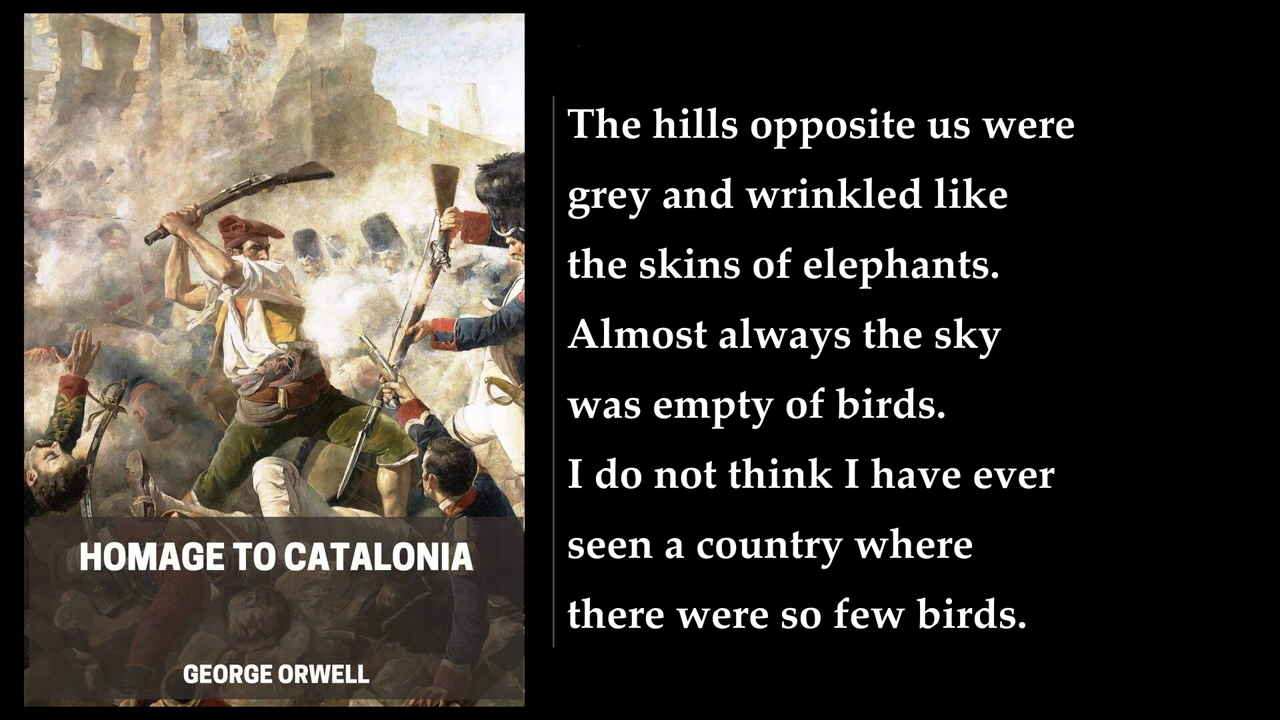 HOMAGE TO CATALONIA
GEORGE ORWELL
The hills opposite us were
grey and wrinkled like
the skins of elephants.
Almost always the sky
was empty of birds.
I do not think I have ever
seen a country where
there were so few birds.